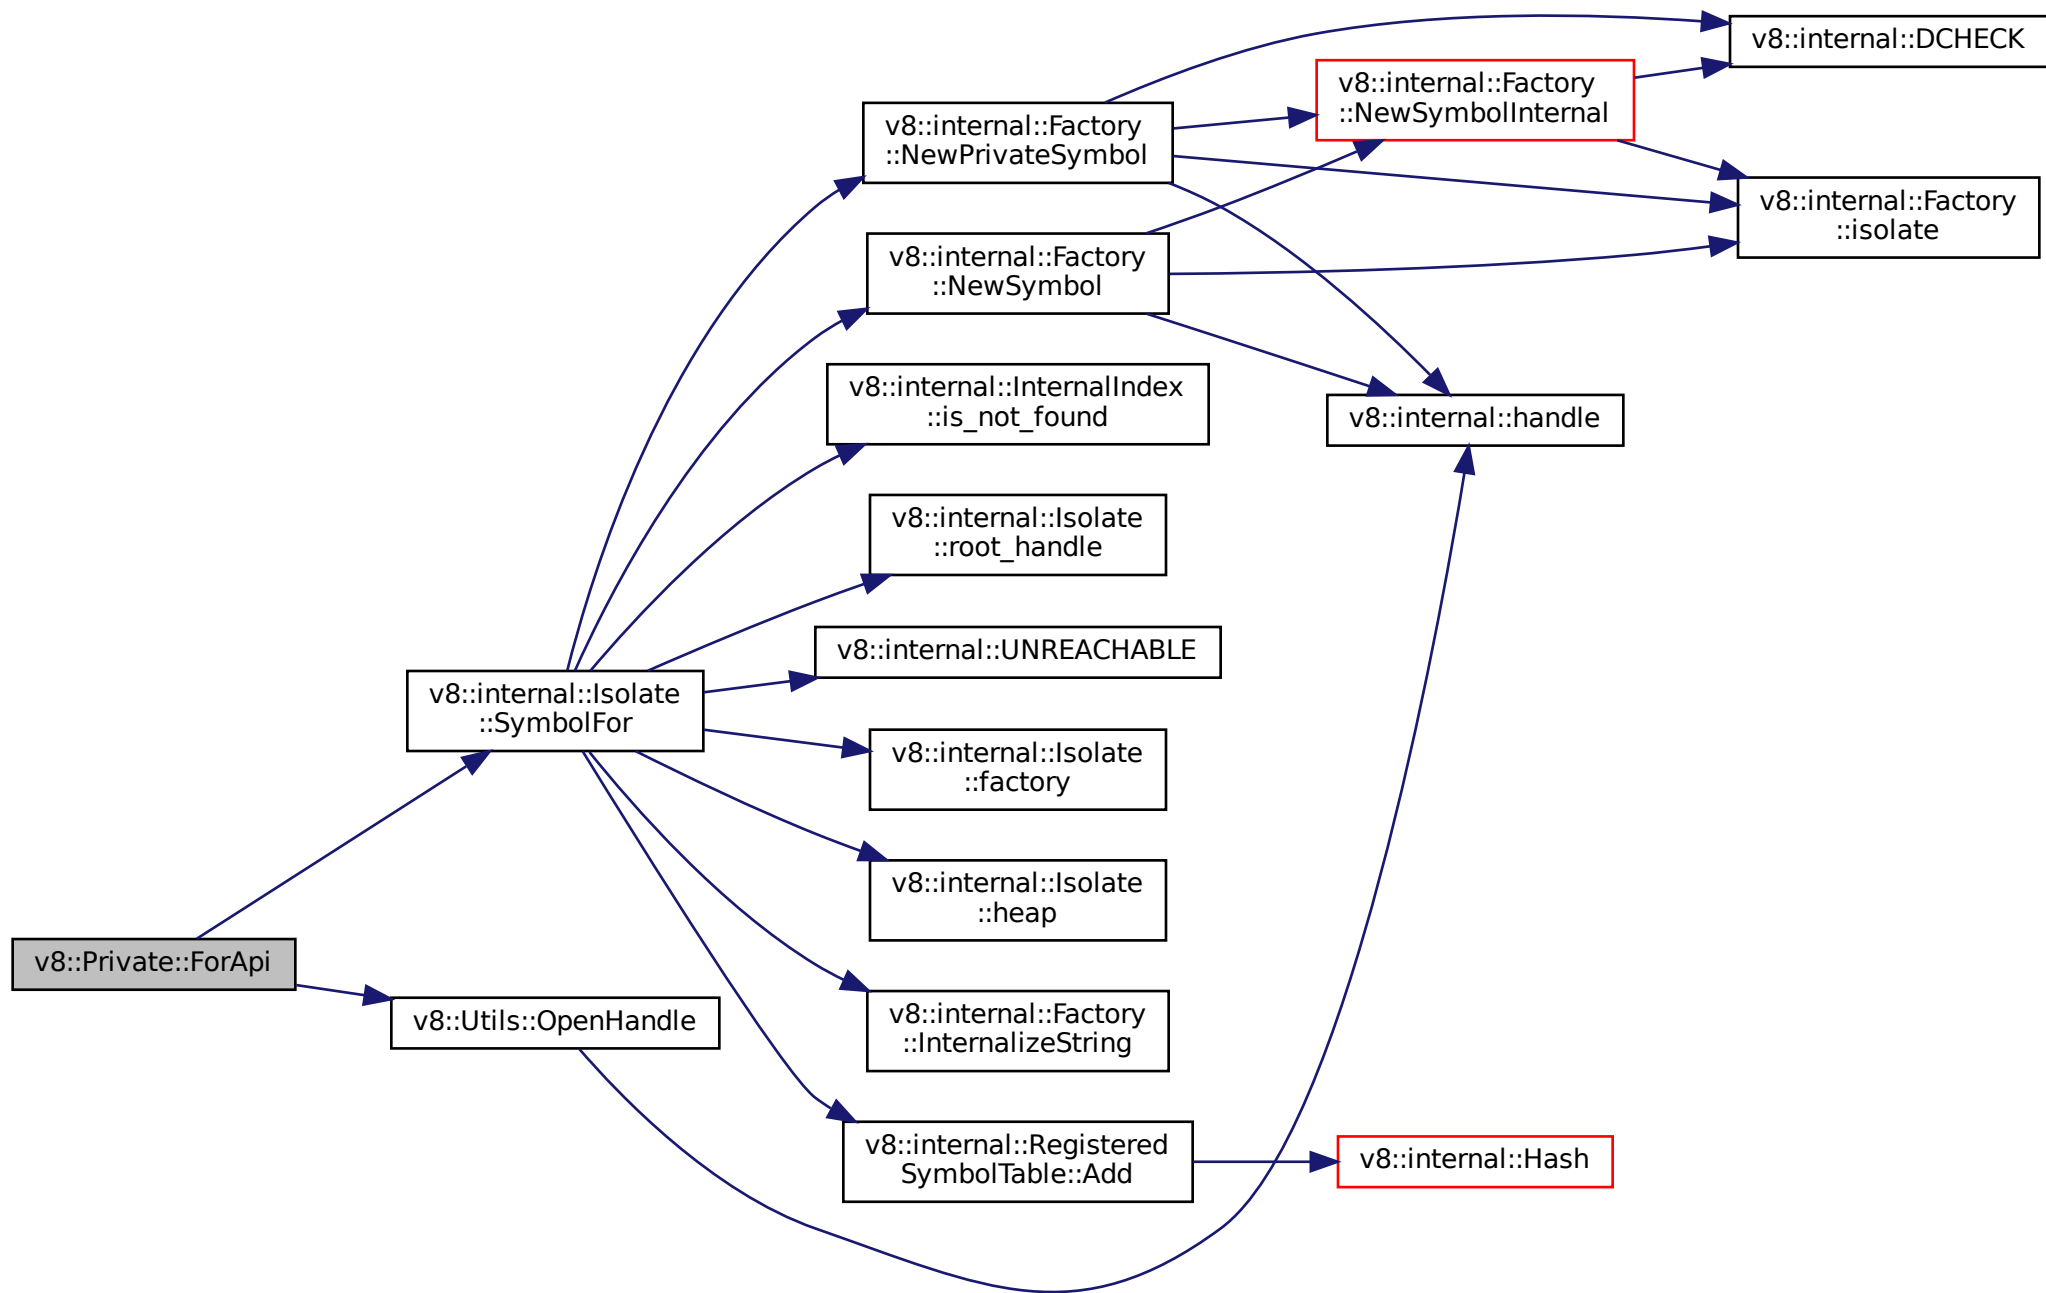 v8::Private::ForApi
v8::internal::Isolate
::SymbolFor
v8::Utils::OpenHandle
v8::internal::Factory
::NewPrivateSymbol
v8::internal::Factory
::NewSymbol
v8::internal::InternalIndex
::is_not_found
v8::internal::Isolate
::root_handle
v8::internal::UNREACHABLE
v8::internal::Isolate
::factory
v8::internal::Isolate
::heap
v8::internal::Factory
::InternalizeString
v8::internal::Registered
SymbolTable::Add
v8::internal::Factory
::NewSymbolInternal
v8::internal::handle
v8::internal::Hash
v8::internal::DCHECK
v8::internal::Factory
::isolate